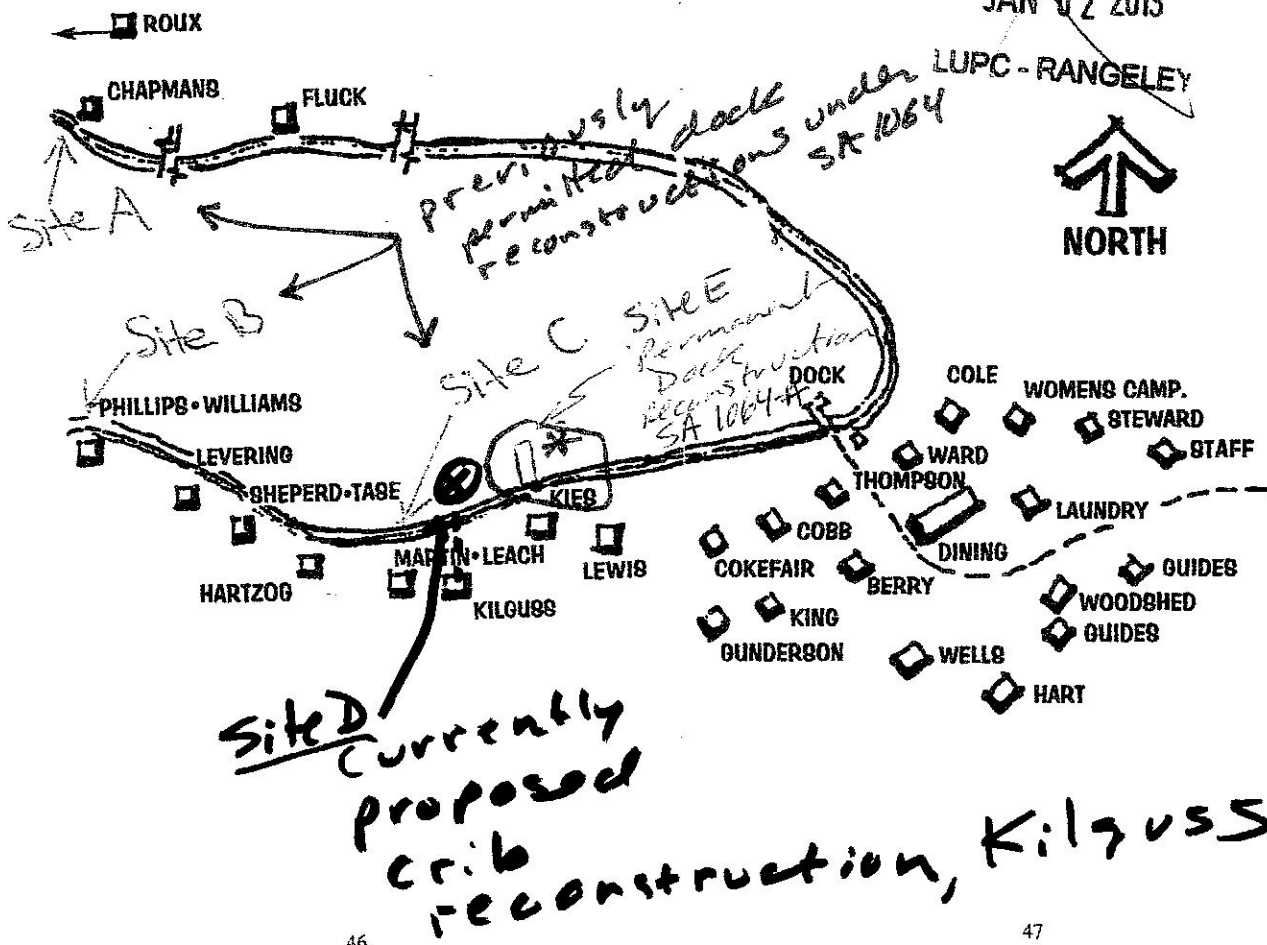 JAN 02 2013
LUPC - RANGELEY
ROUX
CHAPMANS
FLUCK
previously
permitted dock
reconstructions under
SA 1064
NORTH
Site A
Site B
Site C
Site E
Permanent
Dock
reconstruction
SA 1064-A
DOCK
COLE
WOMENS CAMP.
STEWARD
STAFF
WARD
THOMPSON
LAUNDRY
DINING
PHILLIPS • WILLIAMS
LEVERING
SHEPERD • TASE
HARTZOG
*
KIES
MARTIN • LEACH
KILGUSS
LEWIS
COBB
COKEFAIR
BERRY
KING
GUNDERSON
WELLS
HART
GUIDES
WOODSHED
GUIDES
Site D
Currently
proposed
crib
reconstruction, Kilguss
46
47